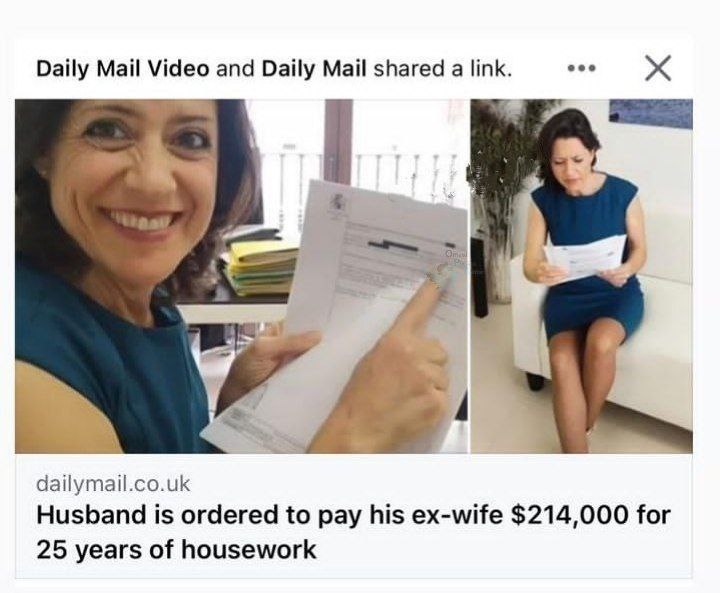 Daily Mail Video and Daily Mail shared a link.
dailymail.co.uk
Husband is ordered to pay his ex-wife $214,000 for
25 years of housework